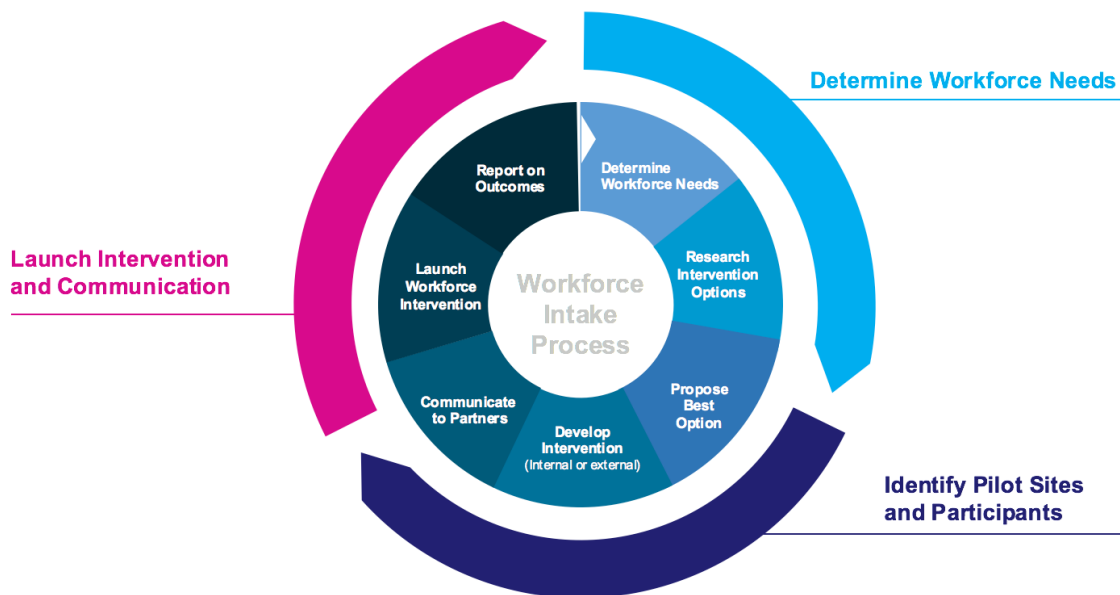 Determine Workforce Needs
Launch Intervention
and Communication
Identify Pilot Sites
and Participants
Workforce
Intake
Process
Determine
Workforce Needs
Research
Intervention
Options
Propose
Best
Option
Develop
Intervention
(Internal or external)
Communicate
to Partners
Launch
Workforce
Intervention
Report on
Outcomes